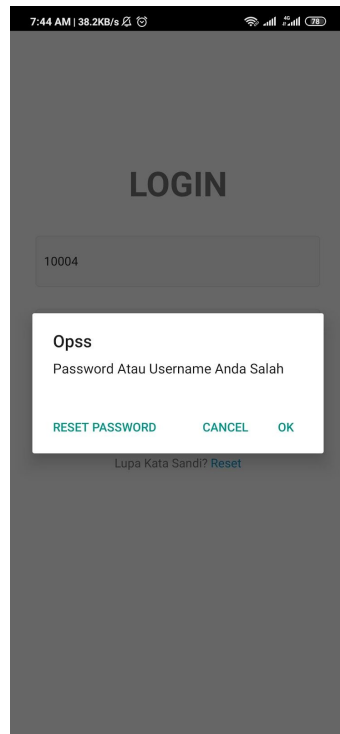 7:44 AM | 38.2KB/s 4G 78
LOGIN
10004
Opss
Password Atau Username Anda Salah
RESET PASSWORD CANCEL OK
Lupa Kata Sandi? Reset